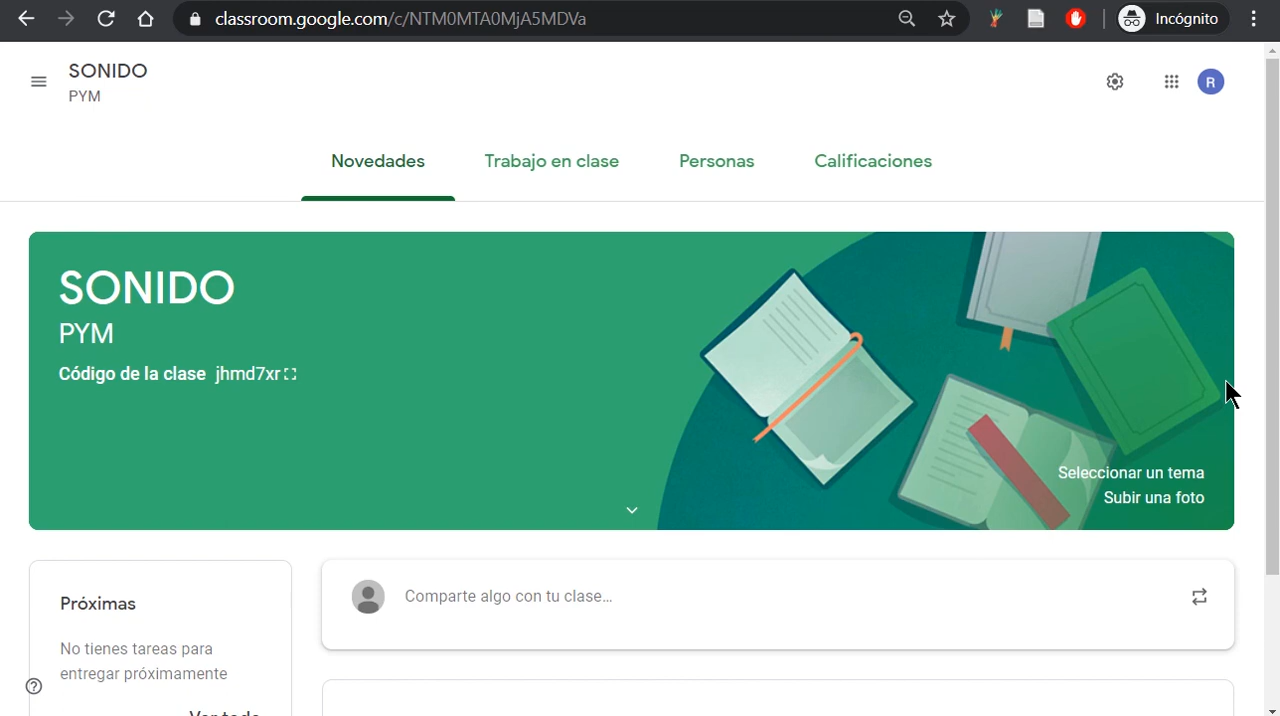 classroom.google.com/c/NTM0MTA0MjA5MDVa
Incógnito
SONIDO
PYM
R
Novedades
Trabajo en clase
Personas
Calificaciones
SONIDO
PYM
Código de la clase jhmd7xr
Seleccionar un tema
Subir una foto
Próximas
No tienes tareas para
entregar próximamente
Ver todo
Comparte algo con tu clase...